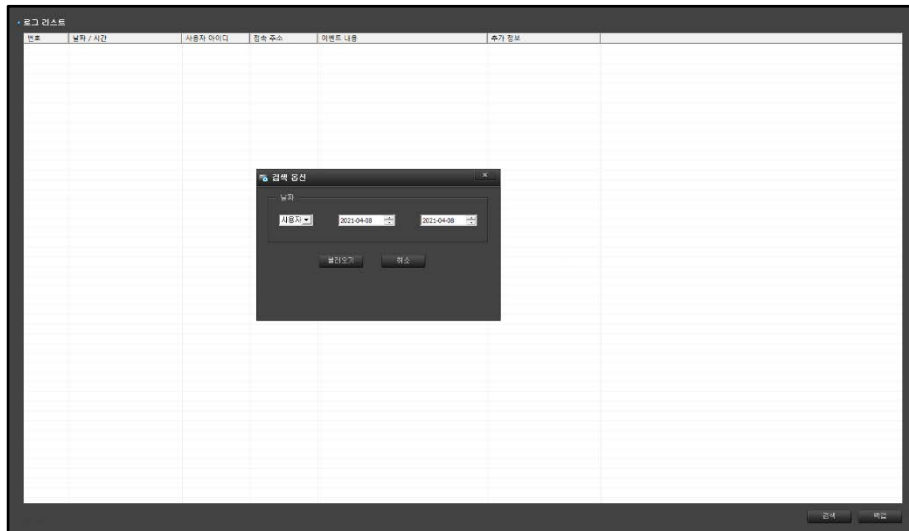 로그 리스트
번호 날짜 / 시간 사용자 아이디 접속 주소 이벤트 내용 추가 정보
검색 옵션
날짜
사용자 2021-04-08 2021-04-08
불러오기 취소
검색 백업